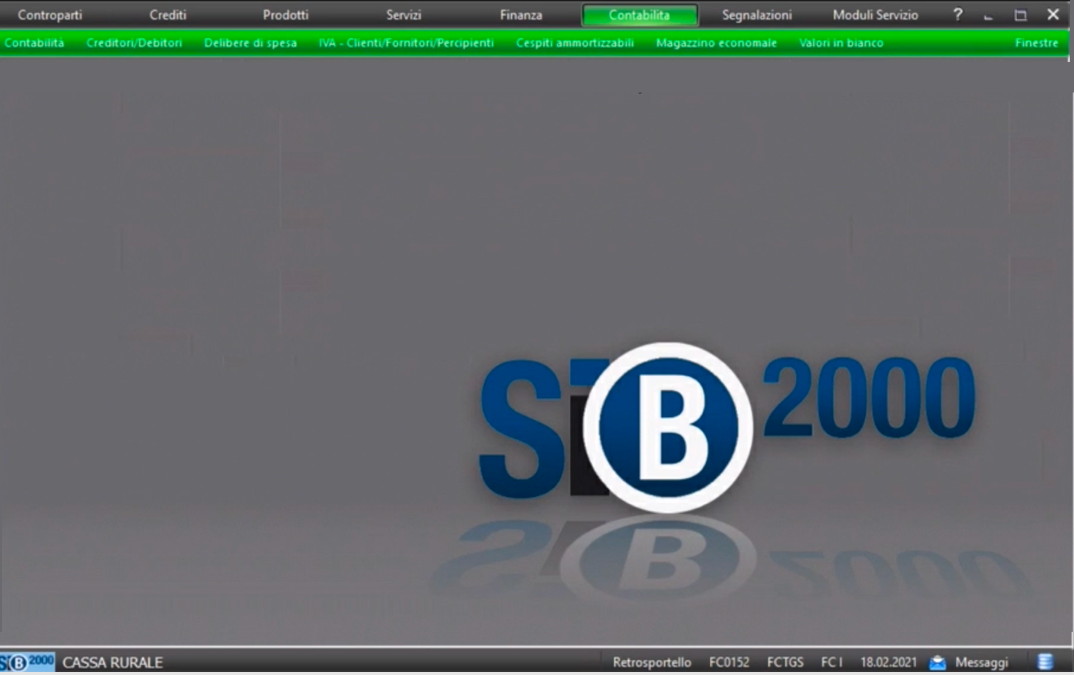 Controparti Crediti Prodotti Servizi Finanza Contabilita Segnalazioni Moduli Servizio ?
Contabilità Creditori/Debitori Delibere di spesa IVA - Clienti/Fornitori/Percipienti Cespiti ammortizzabili Magazzino economale Valori in bianco Finestre
SiB 2000
SiB 2000 CASSA RURALE Retrosportello FC0152 FCTGS FC I 18.02.2021 Messaggi